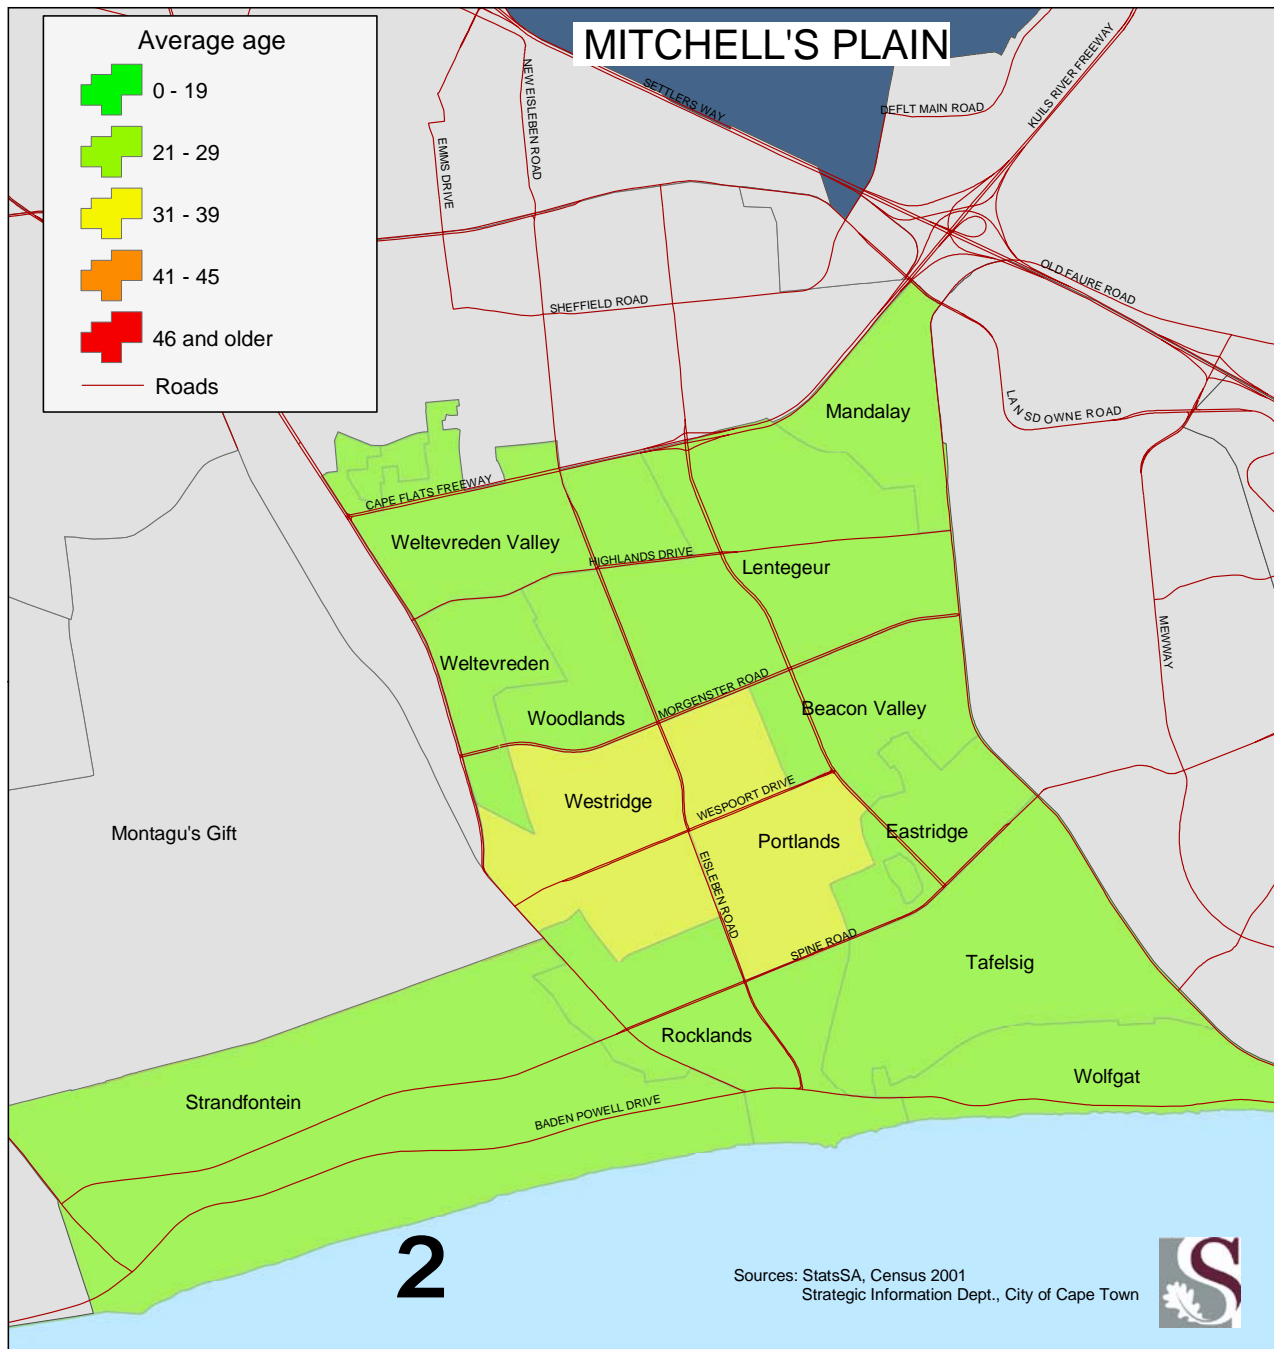 MITCHELL'S PLAIN
Average age
0 - 19
21 - 29
31 - 39
41 - 45
46 and older
Roads
SETTLERS WAY
NEW EISLEBEN ROAD
EMMS DRIVE
DEFLT MAIN ROAD
KUILS RIVER FREEWAY
OLD FAURE ROAD
SHEFFIELD ROAD
LANSDOWNE ROAD
Mandalay
CAPE FLATS FREEWAY
Weltevreden Valley
HIGHLANDS DRIVE
Lentegeur
MEWWAY
Weltevreden
MORGENSTER ROAD
Woodlands
Beacon Valley
Westridge
WESPOORT DRIVE
Montagu's Gift
Portlands
Eastridge
EISLEBEN ROAD
SPINE ROAD
Tafelsig
Rocklands
Wolfgat
Strandfontein
BADEN POWELL DRIVE
2
Sources: StatsSA, Census 2001
Strategic Information Dept., City of Cape Town
S